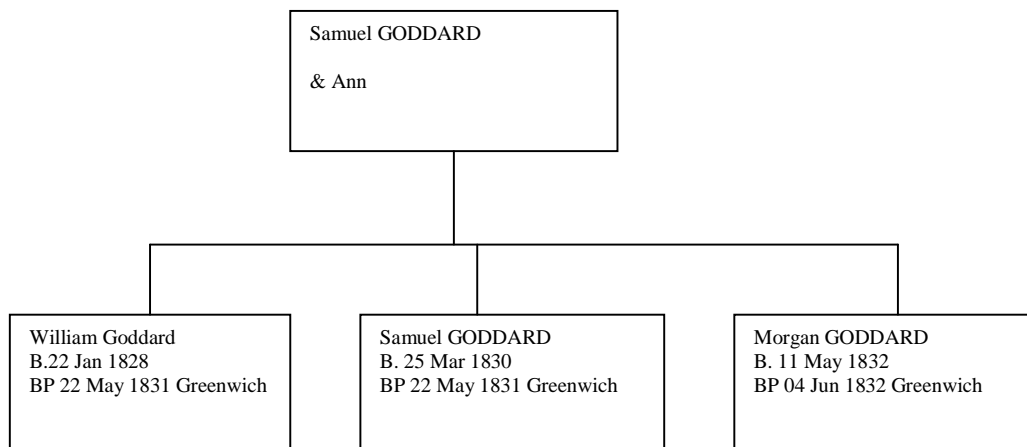 Samuel GODDARD
& Ann
William Goddard
B.22 Jan 1828
BP 22 May 1831 Greenwich
Samuel GODDARD
B. 25 Mar 1830
BP 22 May 1831 Greenwich
Morgan GODDARD
B. 11 May 1832
BP 04 Jun 1832 Greenwich